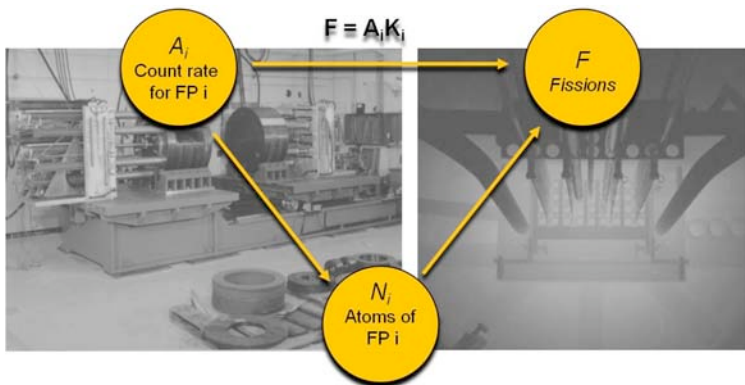 F = AᵢKᵢ
Aᵢ
Count rate
for FP i
F
Fissions
Nᵢ
Atoms of
FP i